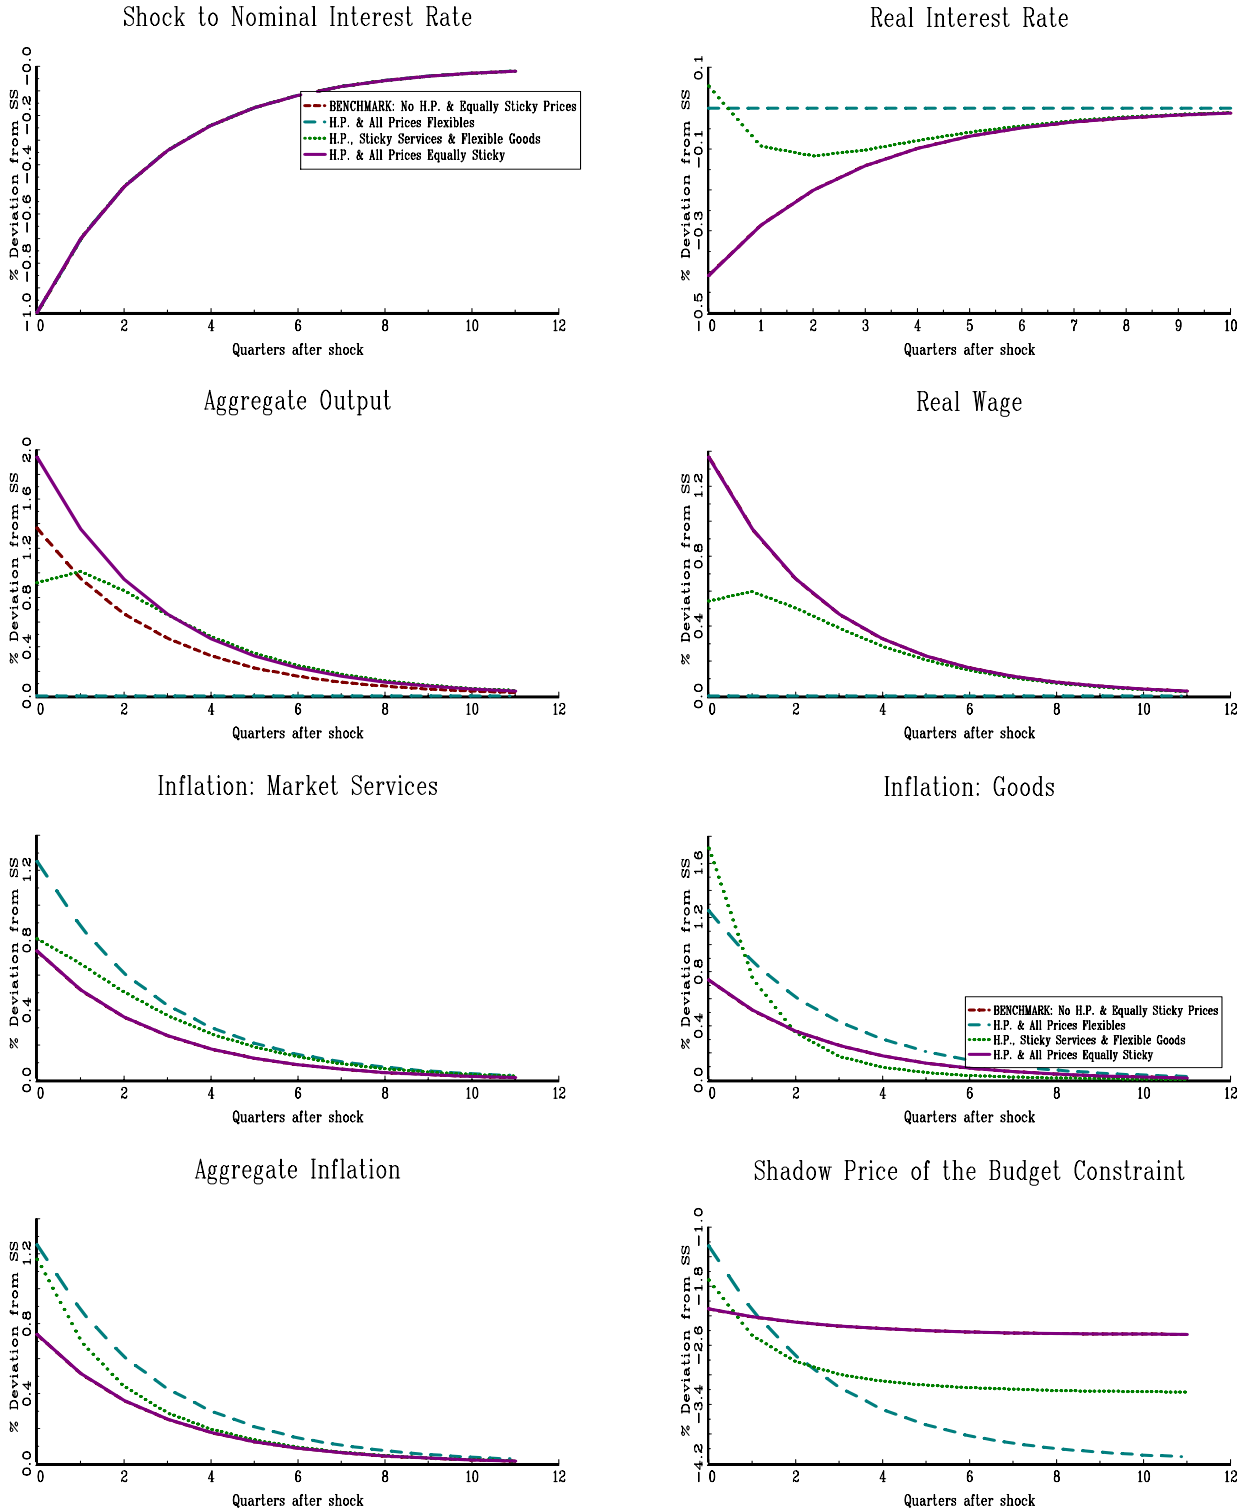 Shock to Nominal Interest Rate
% Deviation from SS
-1.0 -0.8 -0.6 -0.4 -0.2 -0.0
BENCHMARK: No H.P. & Equally Sticky Prices
H.P. & All Prices Flexibles
H.P., Sticky Services & Flexible Goods
H.P. & All Prices Equally Sticky
0 2 4 6 8 10 12
Quarters after shock
Real Interest Rate
% Deviation from SS
-0.5 -0.3 -0.1 0.1
0 1 2 3 4 5 6 7 8 9 10
Quarters after shock
Aggregate Output
% Deviation from SS
0.0 0.4 0.8 1.2 1.6 2.0
0 2 4 6 8 10 12
Quarters after shock
Real Wage
% Deviation from SS
0.0 0.4 0.8 1.2
0 2 4 6 8 10 12
Quarters after shock
Inflation: Market Services
% Deviation from SS
0.0 0.4 0.8 1.2
0 2 4 6 8 10 12
Quarters after shock
Inflation: Goods
% Deviation from SS
0.0 0.4 0.8 1.2 1.6
BENCHMARK: No H.P. & Equally Sticky Prices
H.P. & All Prices Flexibles
H.P., Sticky Services & Flexible Goods
H.P. & All Prices Equally Sticky
0 2 4 6 8 10 12
Quarters after shock
Aggregate Inflation
% Deviation from SS
0.0 0.4 0.8 1.2
0 2 4 6 8 10 12
Quarters after shock
Shadow Price of the Budget Constraint
% Deviation from SS
-4.2 -3.4 -2.6 -1.8 -1.0
0 2 4 6 8 10 12
Quarters after shock